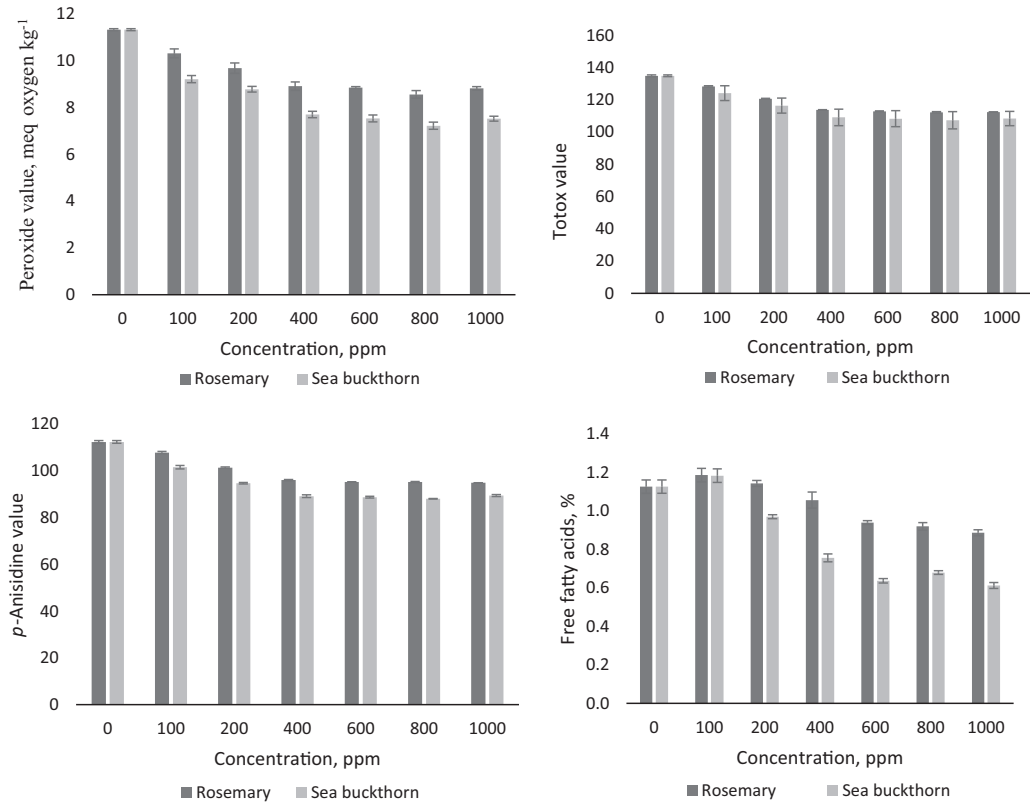 Peroxide value, meq oxygen kg⁻¹
12
10
8
6
4
2
0
0 100 200 400 600 800 1000
Concentration, ppm
Rosemary Sea buckthorn
Totox value
160
140
120
100
80
60
40
20
0
0 100 200 400 600 800 1000
Concentration, ppm
Rosemary Sea buckthorn
p-Anisidine value
120
100
80
60
40
20
0
0 100 200 400 600 800 1000
Concentration, ppm
Rosemary Sea buckthorn
Free fatty acids, %
1.4
1.2
1.0
0.8
0.6
0.4
0.2
0.0
0 100 200 400 600 800 1000
Concentration, ppm
Rosemary Sea buckthorn